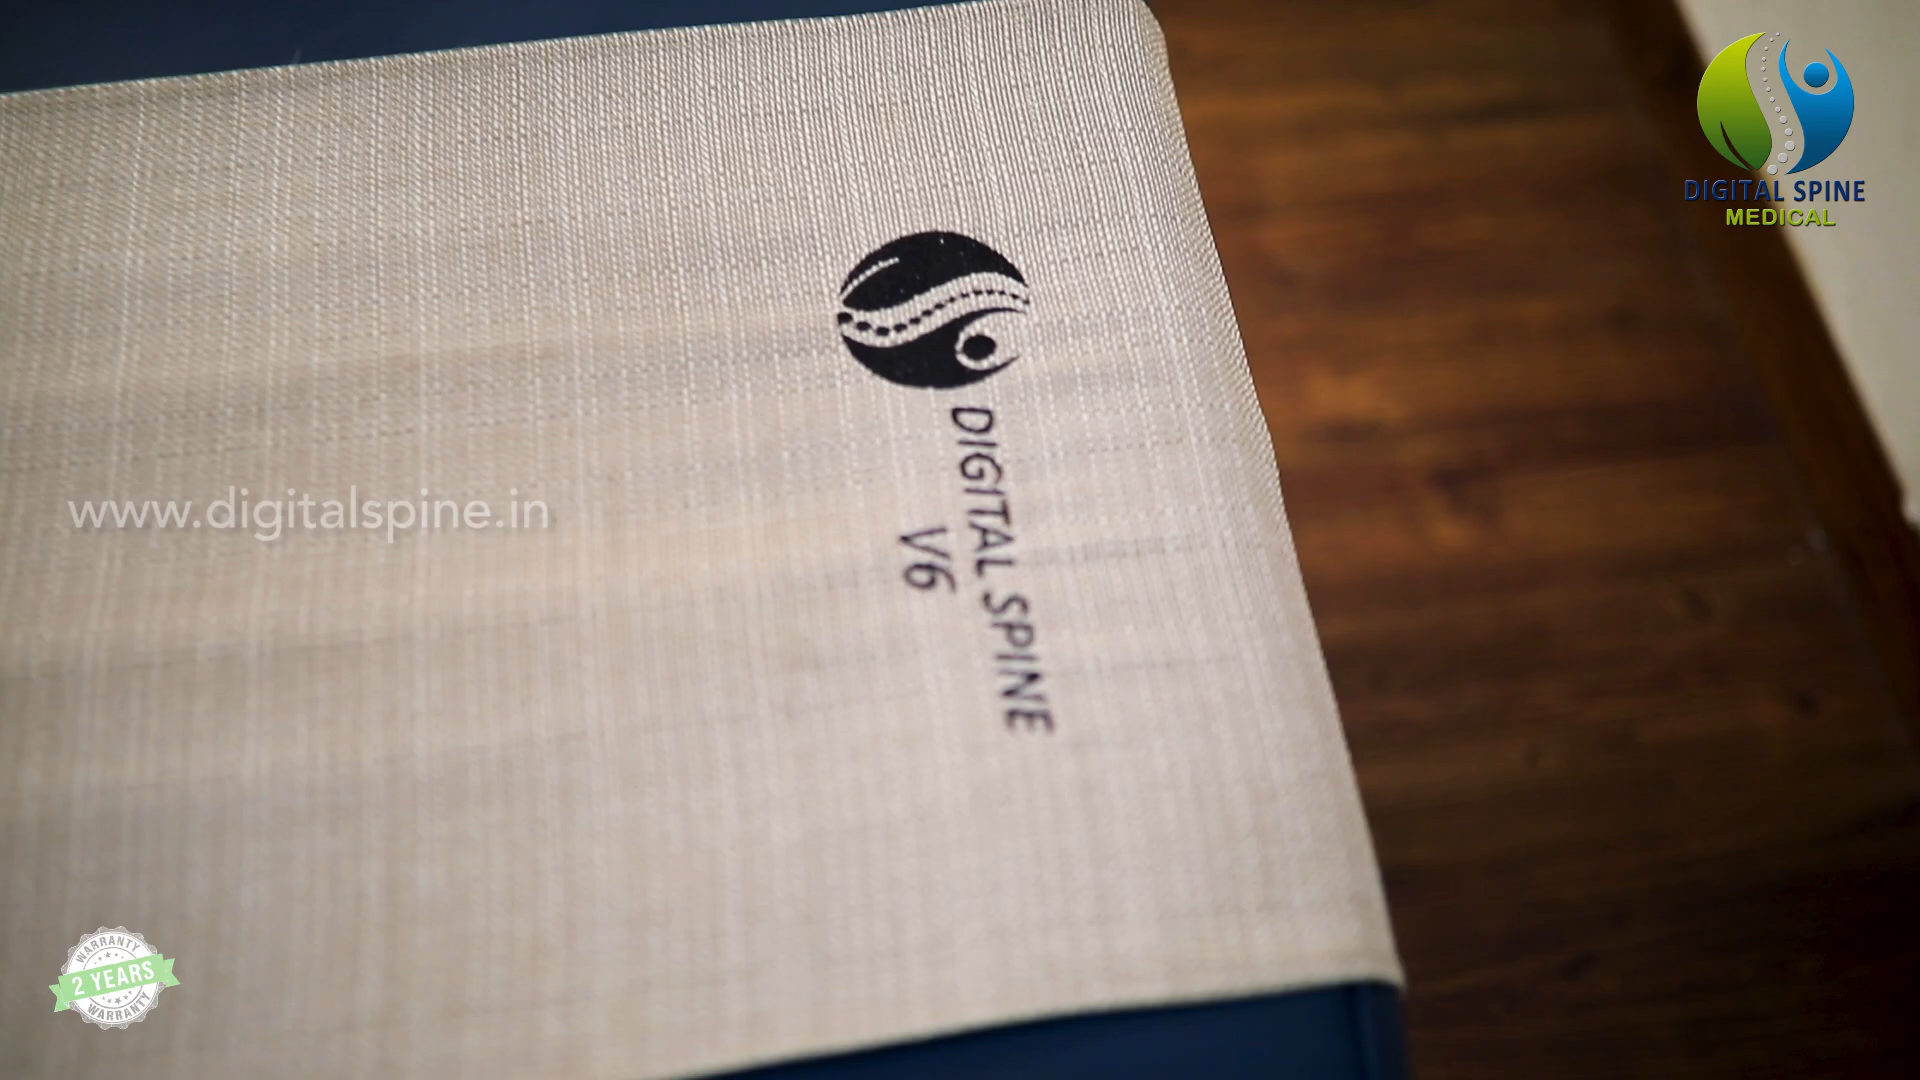 DIGITAL SPINE
MEDICAL
DIGITAL SPINE
V6
www.digitalspine.in
WARRANTY
2 YEARS
WARRANTY